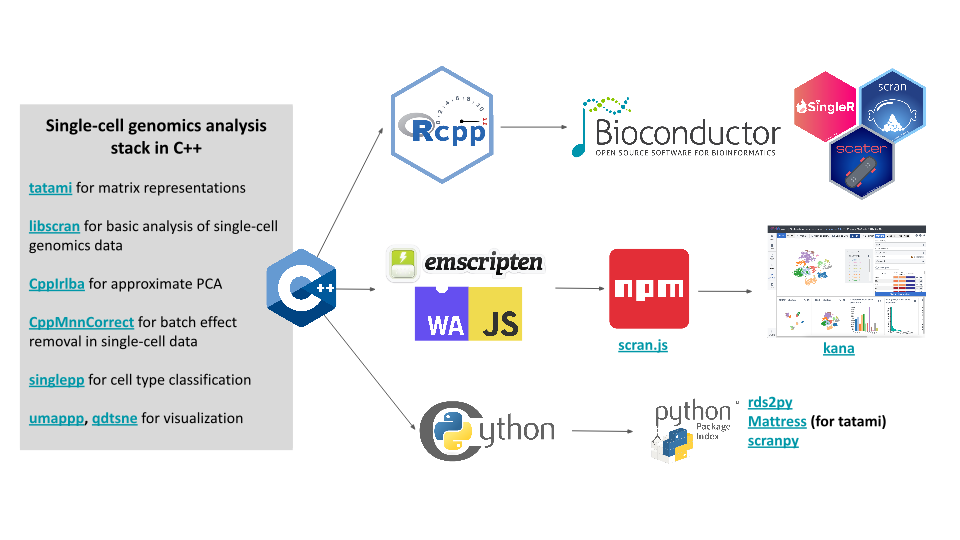 Single-cell genomics analysis
stack in C++
tatami for matrix representations
libscran for basic analysis of single-cell
genomics data
CppIrlba for approximate PCA
CppMnnCorrect for batch effect
removal in single-cell data
singlepp for cell type classification
umappp, qdtsne for visualization
C++
Rcpp
Bioconductor
OPEN SOURCE SOFTWARE FOR BIOINFORMATICS
SingleR
scran
scater
emscripten
WA JS
npm
scran.js
kana
Cython
python
Package
Index
rds2py
Mattress (for tatami)
scranpy